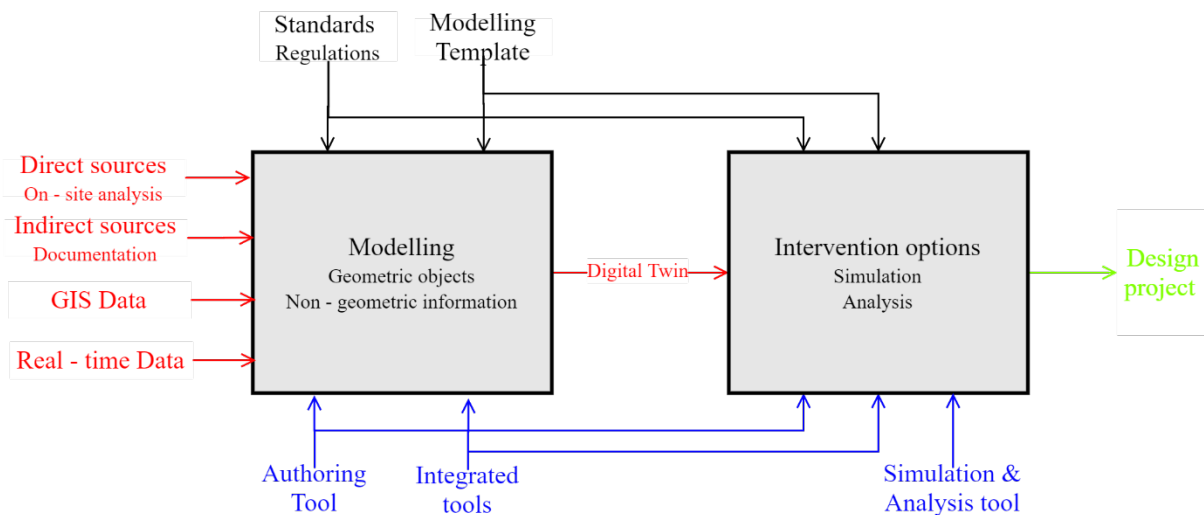 Standards
Regulations
Modelling
Template
Direct sources
On - site analysis
Indirect sources
Documentation
GIS Data
Real - time Data
Modelling
Geometric objects
Non - geometric information
Digital Twin
Intervention options
Simulation
Analysis
Design
project
Authoring
Tool
Integrated
tools
Simulation &
Analysis tool